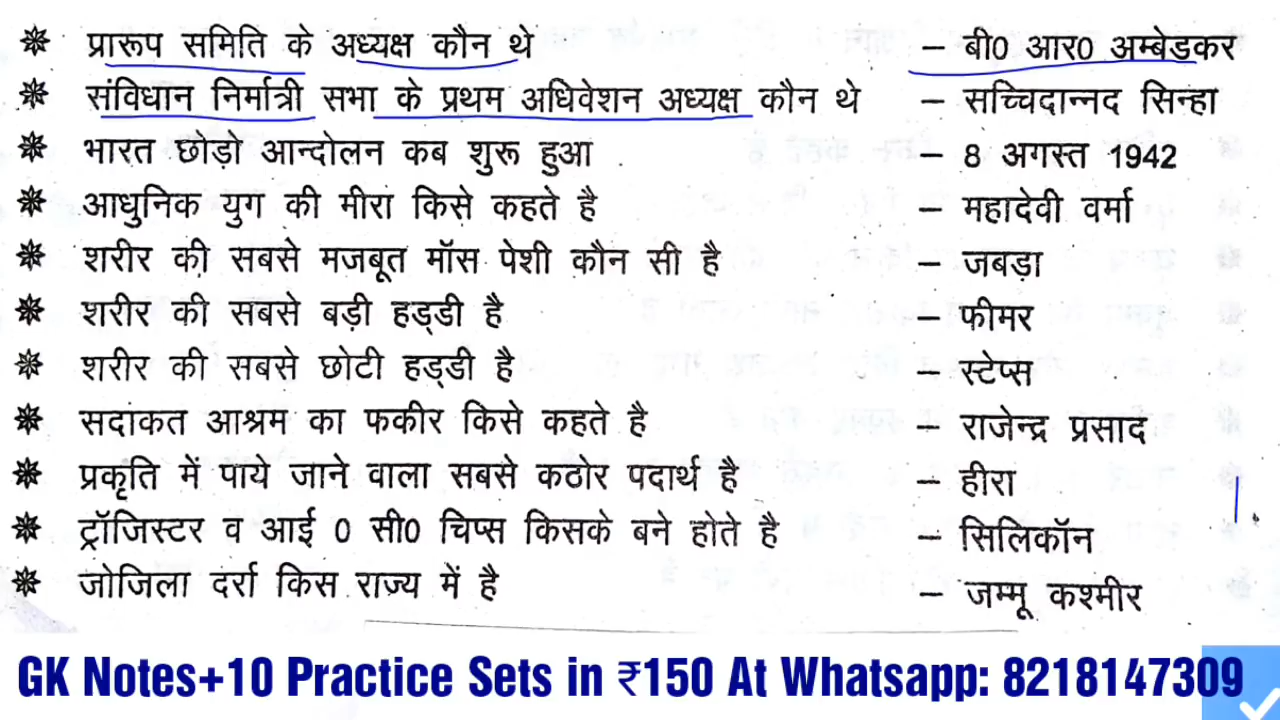 प्रारूप समिति के अध्यक्ष कौन थे – बी0 आर0 अम्बेडकर
संविधान निर्मात्री सभा के प्रथम अधिवेशन अध्यक्ष कौन थे – सच्चिदान्नद सिन्हा
भारत छोड़ो आन्दोलन कब शुरू हुआ – 8 अगस्त 1942
आधुनिक युग की मीरा किसे कहते है – महादेवी वर्मा
शरीर की सबसे मजबूत मॉस पेशी कौन सी है – जबड़ा
शरीर की सबसे बड़ी हड्डी है – फीमर
शरीर की सबसे छोटी हड्डी है – स्टेप्स
सदाकत आश्रम का फकीर किसे कहते है – राजेन्द्र प्रसाद
प्रकृति में पाये जाने वाला सबसे कठोर पदार्थ है – हीरा
ट्रॉजिस्टर व आई 0 सी0 चिप्स किसके बने होते है – सिलिकॉन
जोजिला दर्रा किस राज्य में है – जम्मू कश्मीर
GK Notes+10 Practice Sets in ₹150 At Whatsapp: 8218147309